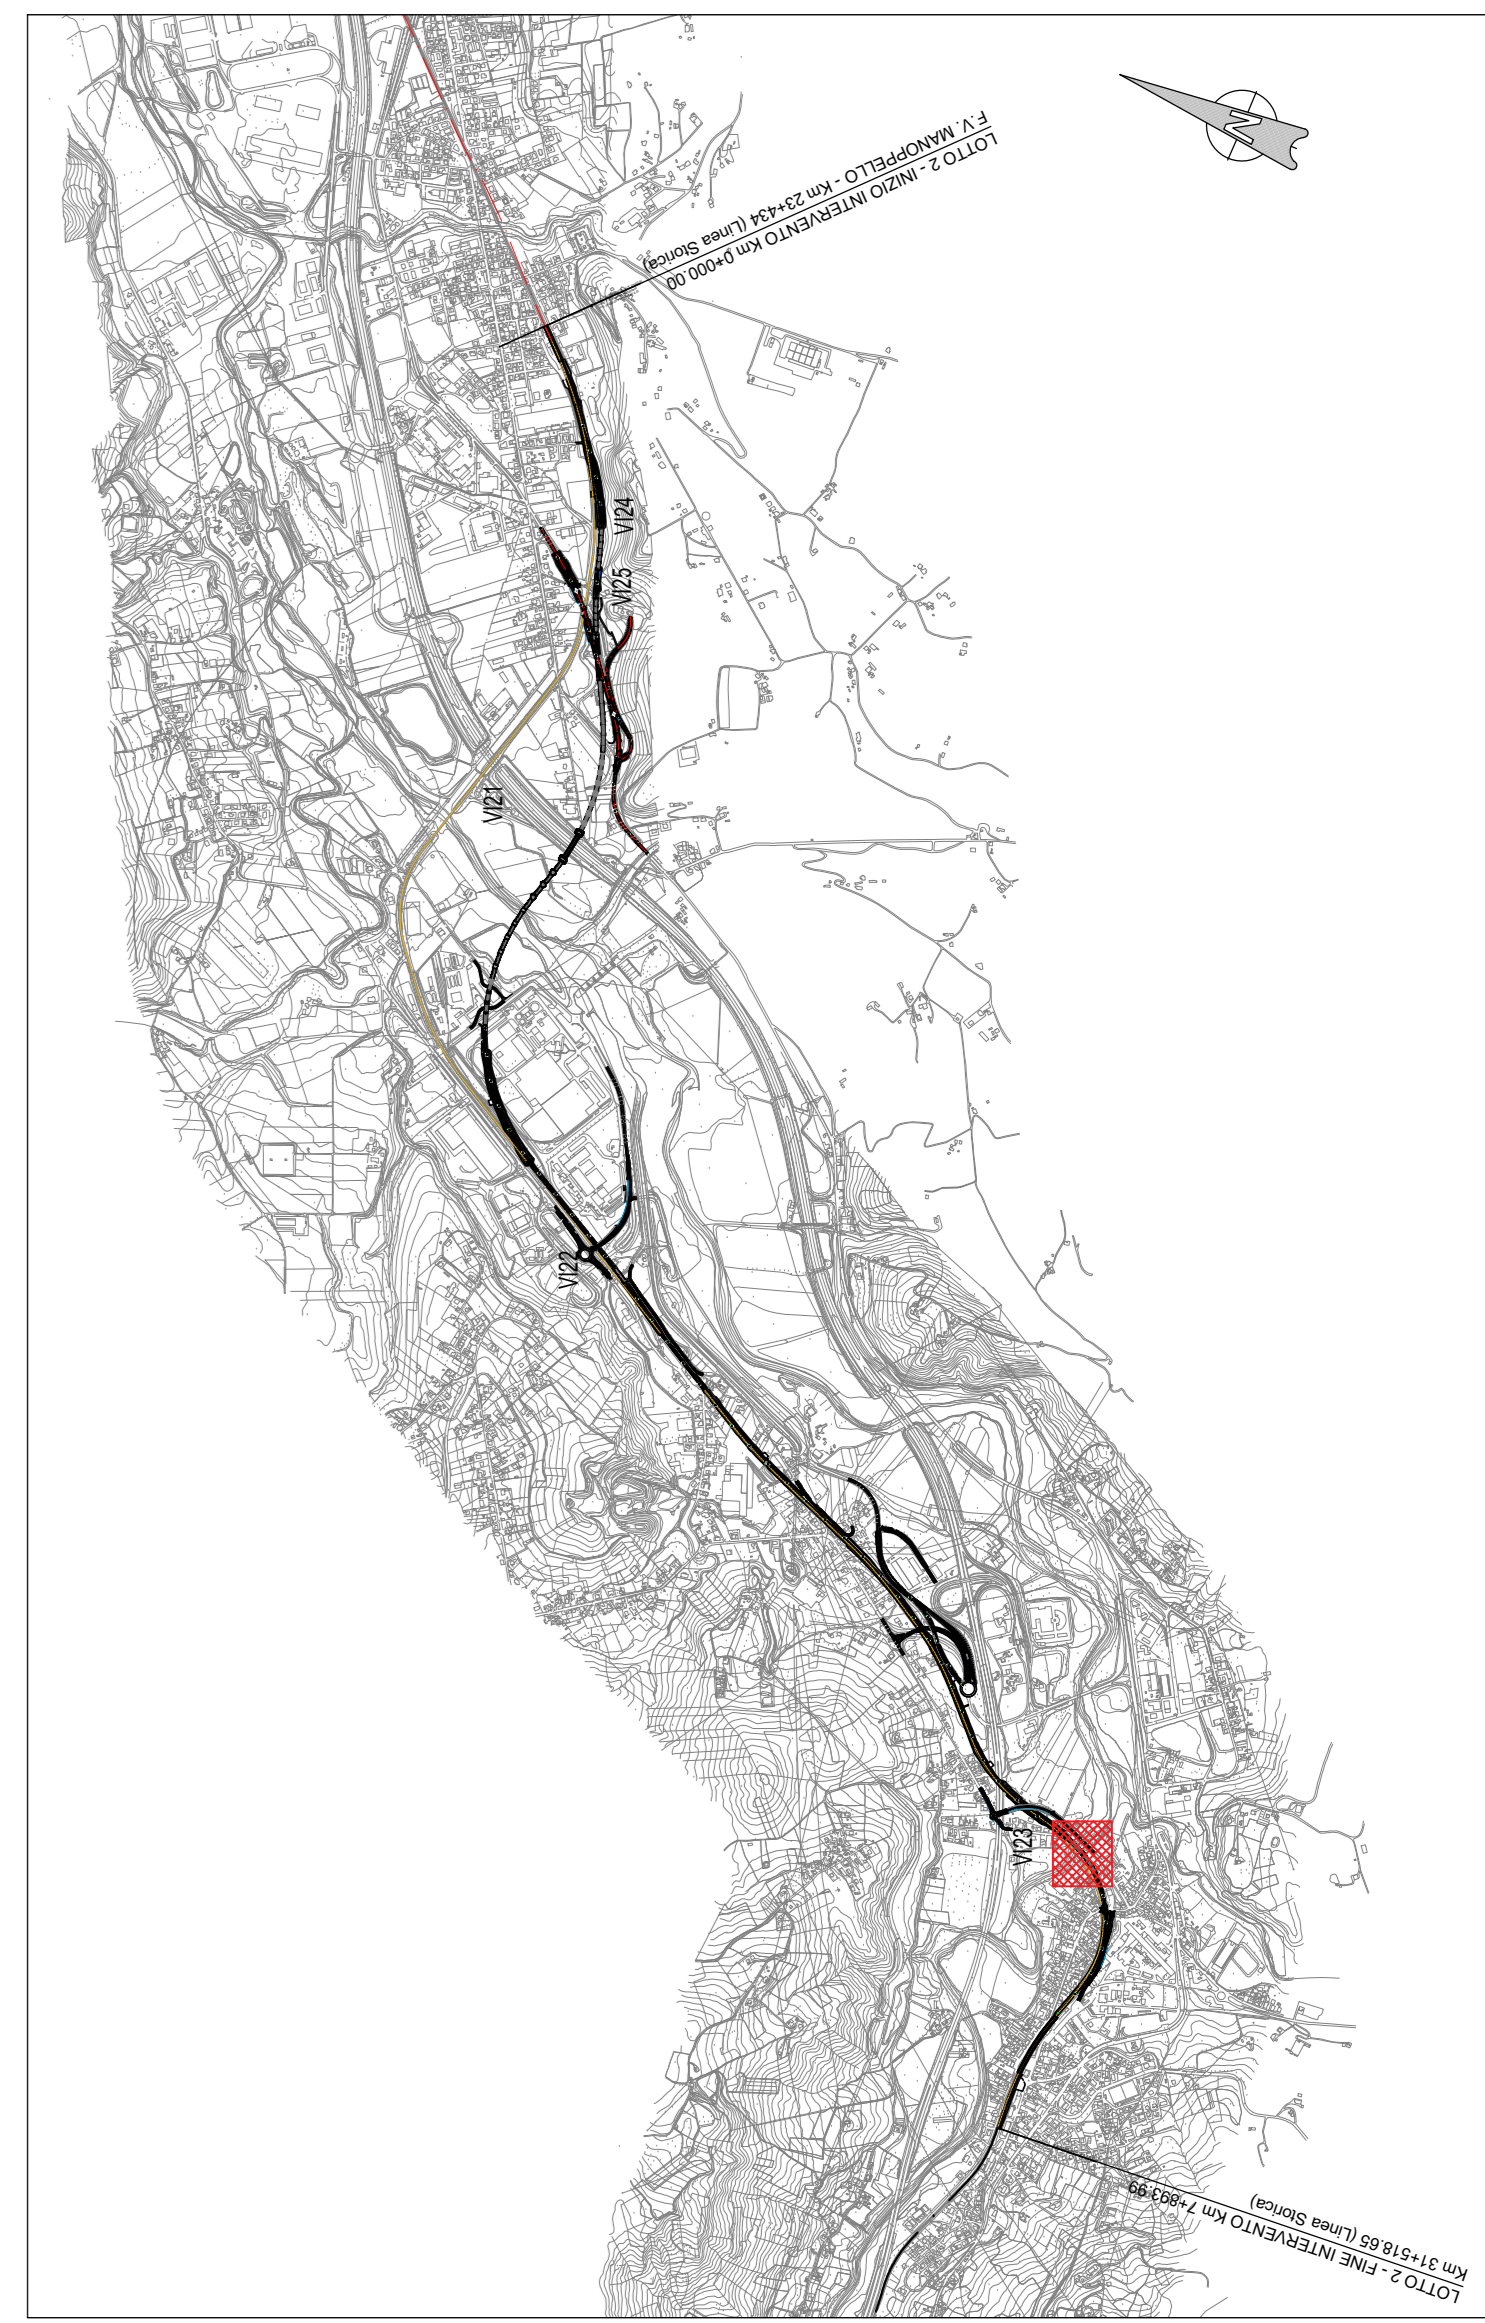 N
LOTTO 2 - INIZIO INTERVENTO Km 0+000.00
F.V. MANOPPELLO - Km 23+434 (Linea Storica)
VI24
VI25
VI21
VI22
VI23
LOTTO 2 - FINE INTERVENTO Km 7+893.99
Km 31+518.65 (Linea Storica)